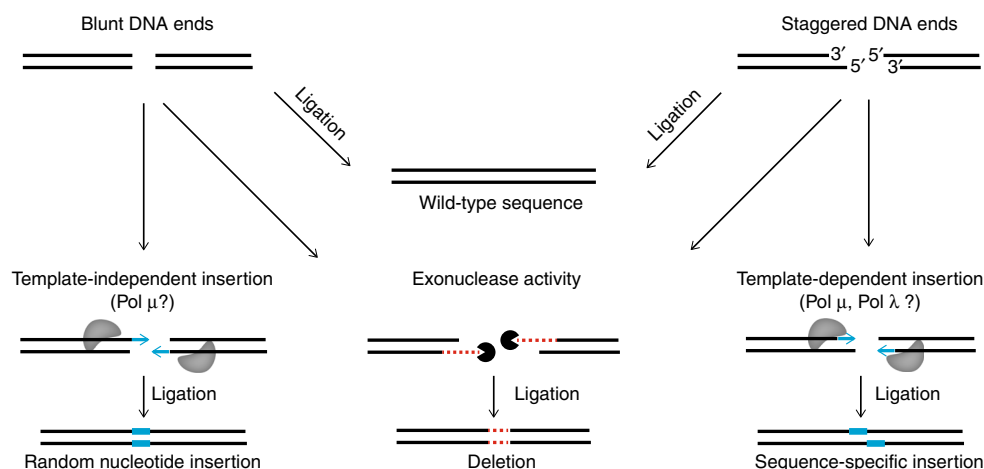 Blunt DNA ends
Staggered DNA ends
3′ 5′
5′ 3′
Ligation
Ligation
Wild-type sequence
Template-independent insertion
(Pol μ?)
Exonuclease activity
Template-dependent insertion
(Pol μ, Pol λ ?)
Ligation
Ligation
Ligation
Random nucleotide insertion
Deletion
Sequence-specific insertion